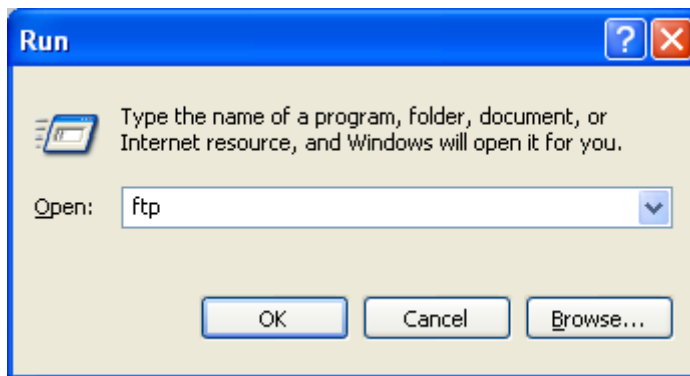 Run
Type the name of a program, folder, document, or
Internet resource, and Windows will open it for you.
Open: ftp
OK Cancel Browse...